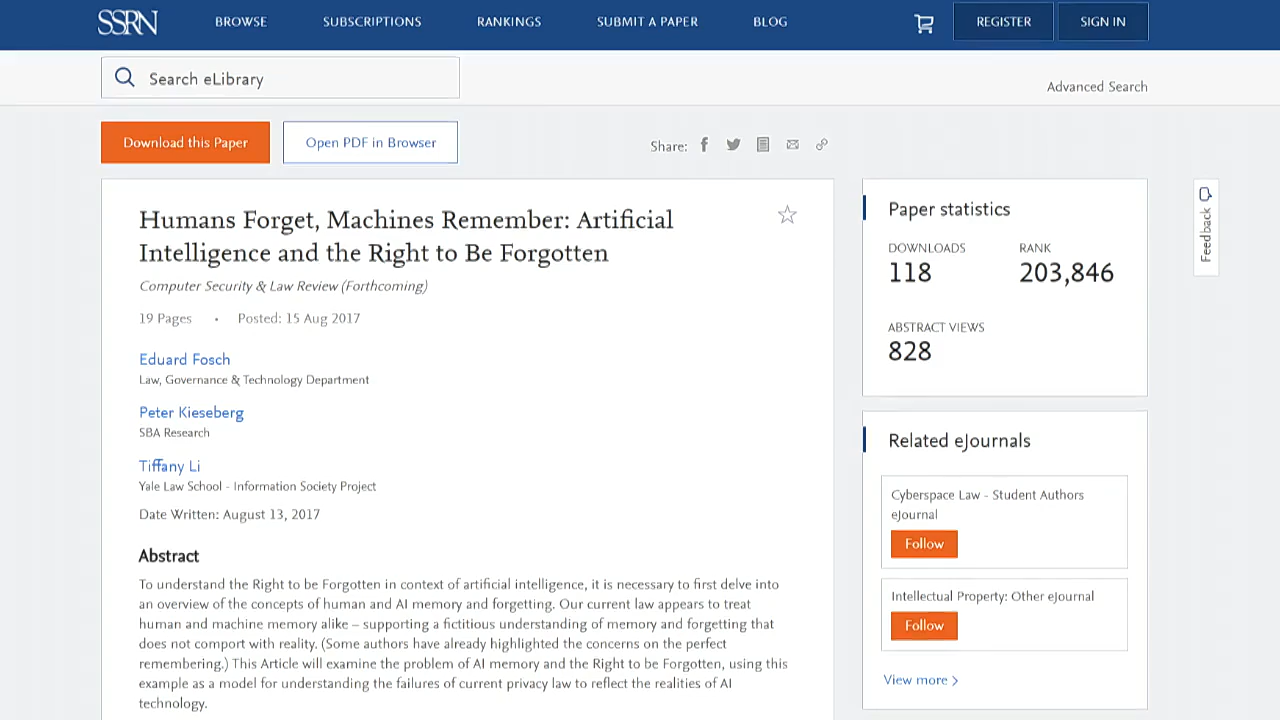 SSRN BROWSE SUBSCRIPTIONS RANKINGS SUBMIT A PAPER BLOG REGISTER SIGN IN
Search eLibrary
Advanced Search
Download this Paper Open PDF in Browser Share:
Humans Forget, Machines Remember: Artificial
Intelligence and the Right to Be Forgotten
Computer Security & Law Review (Forthcoming)
19 Pages • Posted: 15 Aug 2017
Eduard Fosch
Law, Governance & Technology Department
Peter Kieseberg
SBA Research
Tiffany Li
Yale Law School - Information Society Project
Date Written: August 13, 2017
Abstract
To understand the Right to be Forgotten in context of artificial intelligence, it is necessary to first delve into
an overview of the concepts of human and AI memory and forgetting. Our current law appears to treat
human and machine memory alike – supporting a fictitious understanding of memory and forgetting that
does not comport with reality. (Some authors have already highlighted the concerns on the perfect
remembering.) This Article will examine the problem of AI memory and the Right to be Forgotten, using this
example as a model for understanding the failures of current privacy law to reflect the realities of AI
technology.
Paper statistics
DOWNLOADS RANK
118 203,846
ABSTRACT VIEWS
828
Related eJournals
Cyberspace Law - Student Authors
eJournal
Follow
Intellectual Property: Other eJournal
Follow
View more >
Feedback